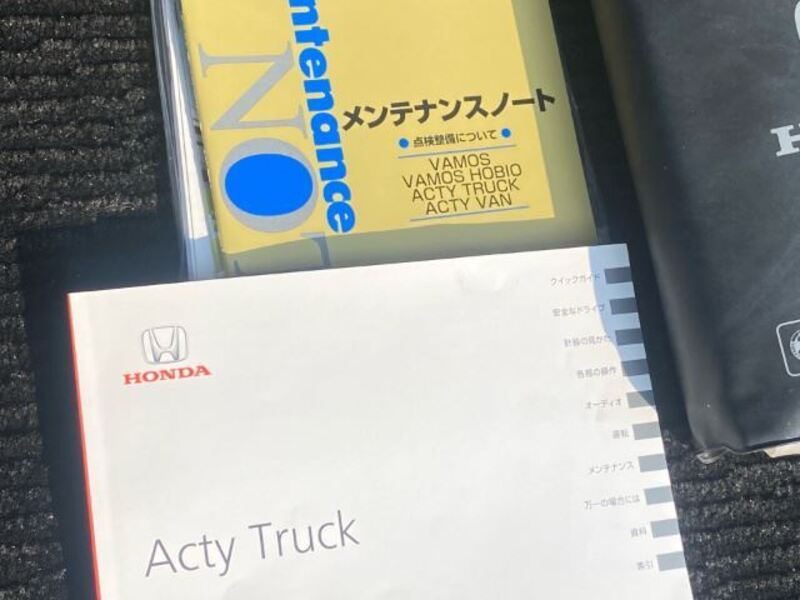 ntenance
NO
メンテナンスノート
● 点検整備について ●
VAMOS
VAMOS HOBIO
ACTY TRUCK
ACTY VAN
H
クイックガイド
安全なドライブ
計器の見かた
各部の操作
オーディオ
運転
メンテナンス
万一の場合には
資料
索引
HONDA
Acty Truck